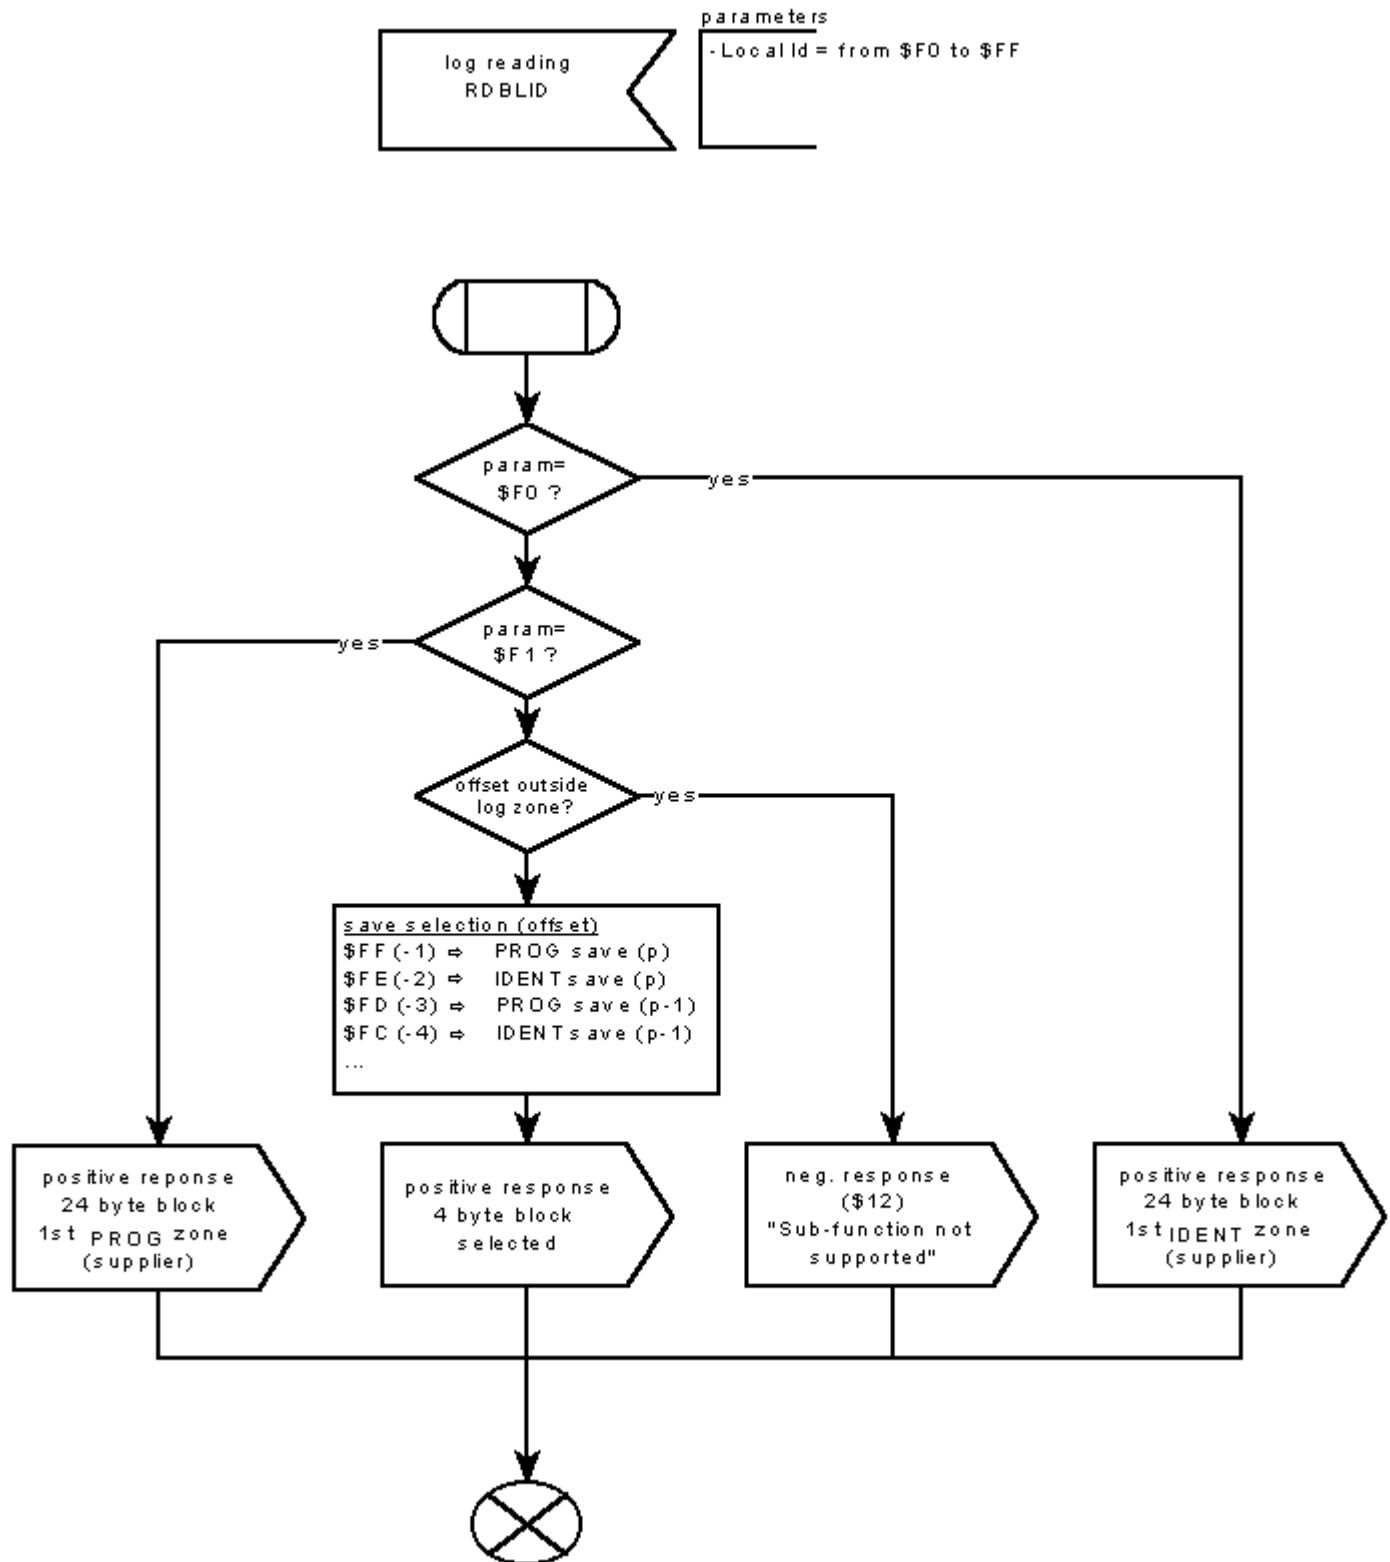 parameters
-LocalId = from $F0 to $FF
log reading
RDBLID
param=
$F0 ?
yes
param=
$F1 ?
yes
offset outside
log zone?
yes
save selection (offset)
$FF (-1) ⇨ PROG save (p)
$FE (-2) ⇨ IDENT save (p)
$FD (-3) ⇨ PROG save (p-1)
$FC (-4) ⇨ IDENT save (p-1)
...
positive reponse
24 byte block
1st PROG zone
(supplier)
positive response
4 byte block
selected
neg. response
($12)
"Sub-function not
supported"
positive response
24 byte block
1st IDENT zone
(supplier)